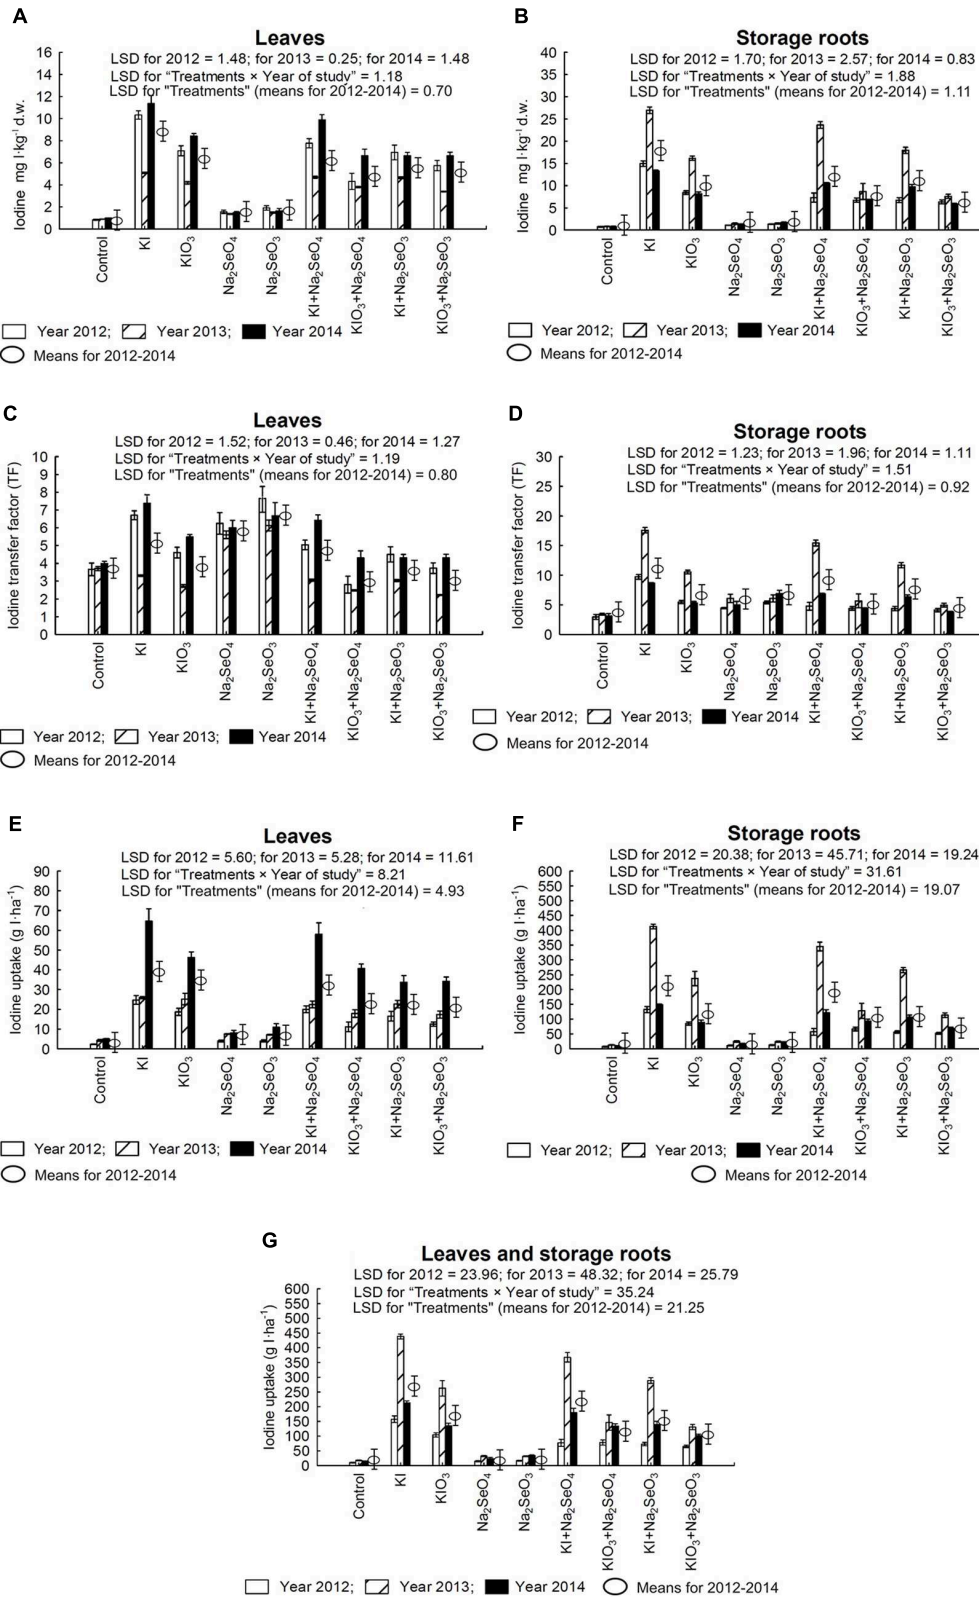 A
Leaves
LSD for 2012 = 1.48; for 2013 = 0.25; for 2014 = 1.48
LSD for “Treatments × Year of study” = 1.18
LSD for "Treatments" (means for 2012-2014) = 0.70
Iodine mg I·kg⁻¹ d.w.
16
14
12
10
8
6
4
2
0
Control
KI
KIO₃
Na₂SeO₄
Na₂SeO₃
KI+Na₂SeO₄
KIO₃+Na₂SeO₄
KI+Na₂SeO₃
KIO₃+Na₂SeO₃
Year 2012; Year 2013; Year 2014
Means for 2012-2014
B
Storage roots
LSD for 2012 = 1.70; for 2013 = 2.57; for 2014 = 0.83
LSD for “Treatments × Year of study” = 1.88
LSD for "Treatments" (means for 2012-2014) = 1.11
Iodine mg I·kg⁻¹ d.w.
40
35
30
25
20
15
10
5
0
Control
KI
KIO₃
Na₂SeO₄
Na₂SeO₃
KI+Na₂SeO₄
KIO₃+Na₂SeO₄
KI+Na₂SeO₃
KIO₃+Na₂SeO₃
Year 2012; Year 2013; Year 2014
Means for 2012-2014
C
Leaves
LSD for 2012 = 1.52; for 2013 = 0.46; for 2014 = 1.27
LSD for “Treatments × Year of study” = 1.19
LSD for "Treatments" (means for 2012-2014) = 0.80
Iodine transfer factor (TF)
10
9
8
7
6
5
4
3
2
1
0
Control
KI
KIO₃
Na₂SeO₄
Na₂SeO₃
KI+Na₂SeO₄
KIO₃+Na₂SeO₄
KI+Na₂SeO₃
KIO₃+Na₂SeO₃
Year 2012; Year 2013; Year 2014
Means for 2012-2014
D
Storage roots
LSD for 2012 = 1.23; for 2013 = 1.96; for 2014 = 1.11
LSD for “Treatments × Year of study” = 1.51
LSD for "Treatments" (means for 2012-2014) = 0.92
Iodine transfer factor (TF)
30
25
20
15
10
5
0
Control
KI
KIO₃
Na₂SeO₄
Na₂SeO₃
KI+Na₂SeO₄
KIO₃+Na₂SeO₄
KI+Na₂SeO₃
KIO₃+Na₂SeO₃
Year 2012; Year 2013; Year 2014
Means for 2012-2014
E
Leaves
LSD for 2012 = 5.60; for 2013 = 5.28; for 2014 = 11.61
LSD for “Treatments × Year of study” = 8.21
LSD for "Treatments" (means for 2012-2014) = 4.93
Iodine uptake (g I·ha⁻¹)
90
80
70
60
50
40
30
20
10
0
Control
KI
KIO₃
Na₂SeO₄
Na₂SeO₃
KI+Na₂SeO₄
KIO₃+Na₂SeO₄
KI+Na₂SeO₃
KIO₃+Na₂SeO₃
Year 2012; Year 2013; Year 2014
Means for 2012-2014
F
Storage roots
LSD for 2012 = 20.38; for 2013 = 45.71; for 2014 = 19.24
LSD for “Treatments × Year of study” = 31.61
LSD for "Treatments" (means for 2012-2014) = 19.07
Iodine uptake (g I·ha⁻¹)
600
550
500
450
400
350
300
250
200
150
100
50
0
Control
KI
KIO₃
Na₂SeO₄
Na₂SeO₃
KI+Na₂SeO₄
KIO₃+Na₂SeO₄
KI+Na₂SeO₃
KIO₃+Na₂SeO₃
Year 2012; Year 2013; Year 2014
Means for 2012-2014
G
Leaves and storage roots
LSD for 2012 = 23.96; for 2013 = 48.32; for 2014 = 25.79
LSD for “Treatments × Year of study” = 35.24
LSD for "Treatments" (means for 2012-2014) = 21.25
Iodine uptake (g I·ha⁻¹)
600
550
500
450
400
350
300
250
200
150
100
50
0
Control
KI
KIO₃
Na₂SeO₄
Na₂SeO₃
KI+Na₂SeO₄
KIO₃+Na₂SeO₄
KI+Na₂SeO₃
KIO₃+Na₂SeO₃
Year 2012; Year 2013; Year 2014 Means for 2012-2014